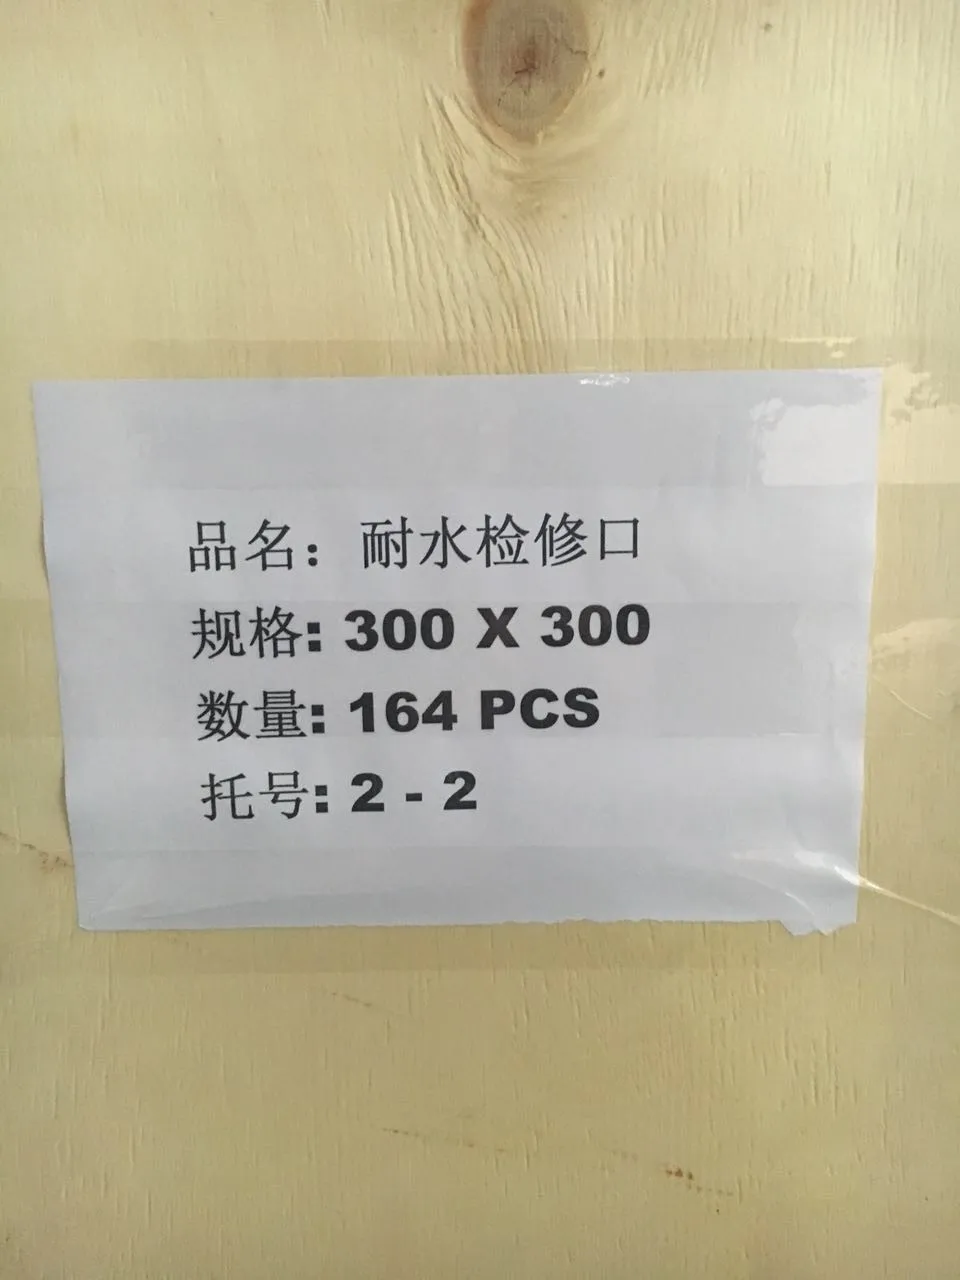 品名：耐水检修口
规格: 300 X 300
数量: 164 PCS
托号: 2 - 2